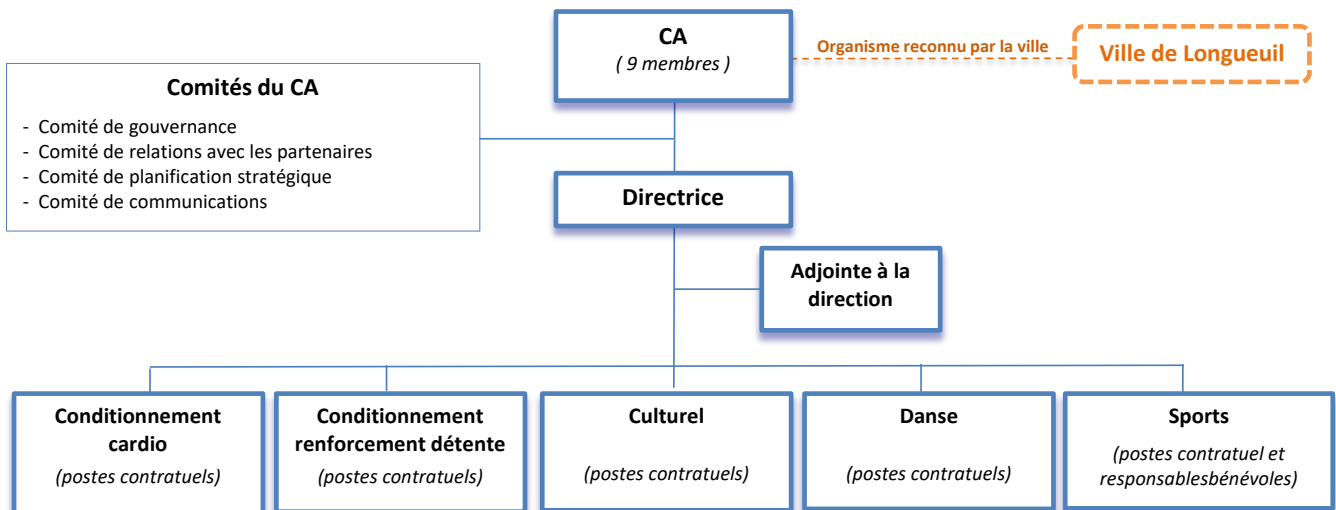 CA
( 9 membres )
Organisme reconnu par la ville
Ville de Longueuil
Comités du CA
- Comité de gouvernance
- Comité de relations avec les partenaires
- Comité de planification stratégique
- Comité de communications
Directrice
Adjointe à la
direction
Conditionnement
cardio
(postes contratuels)
Conditionnement
renforcement détente
(postes contratuels)
Culturel
(postes contratuels)
Danse
(postes contratuels)
Sports
(postes contratuel et
responsablesbénévoles)